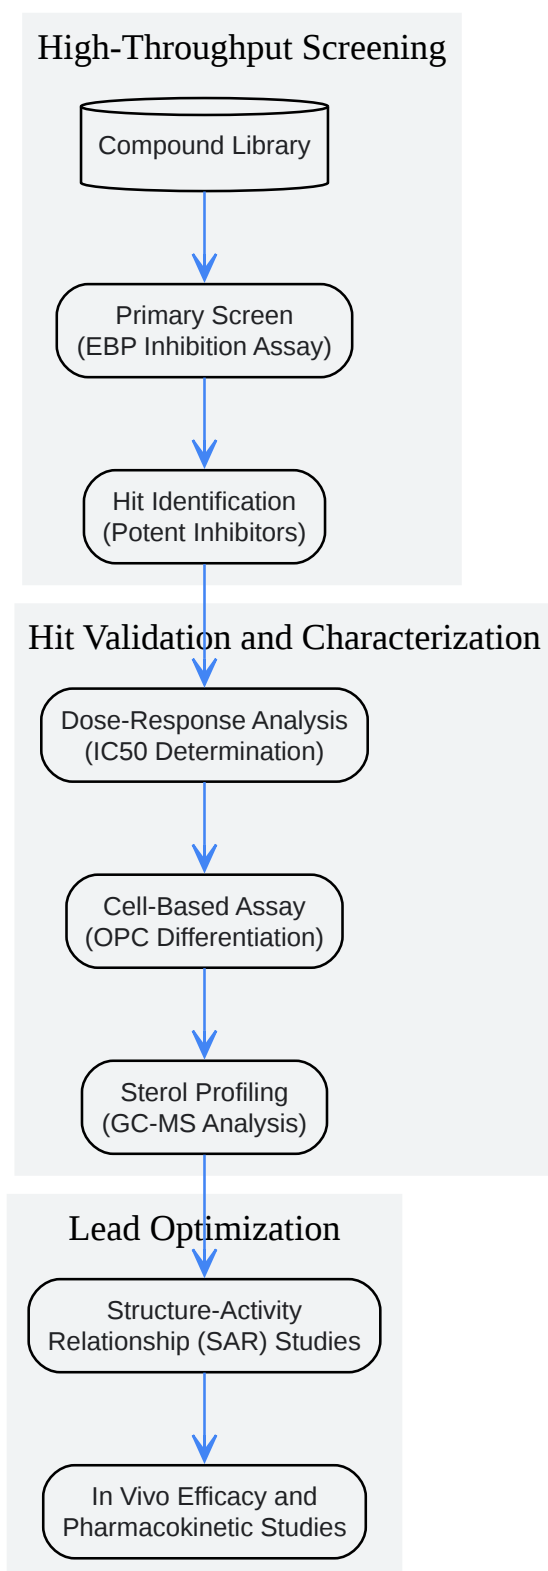 High-Throughput Screening
Compound Library
Primary Screen
(EBP Inhibition Assay)
Hit Identification
(Potent Inhibitors)
Hit Validation and Characterization
Dose-Response Analysis
(IC50 Determination)
Cell-Based Assay
(OPC Differentiation)
Sterol Profiling
(GC-MS Analysis)
Lead Optimization
Structure-Activity
Relationship (SAR) Studies
In Vivo Efficacy and
Pharmacokinetic Studies